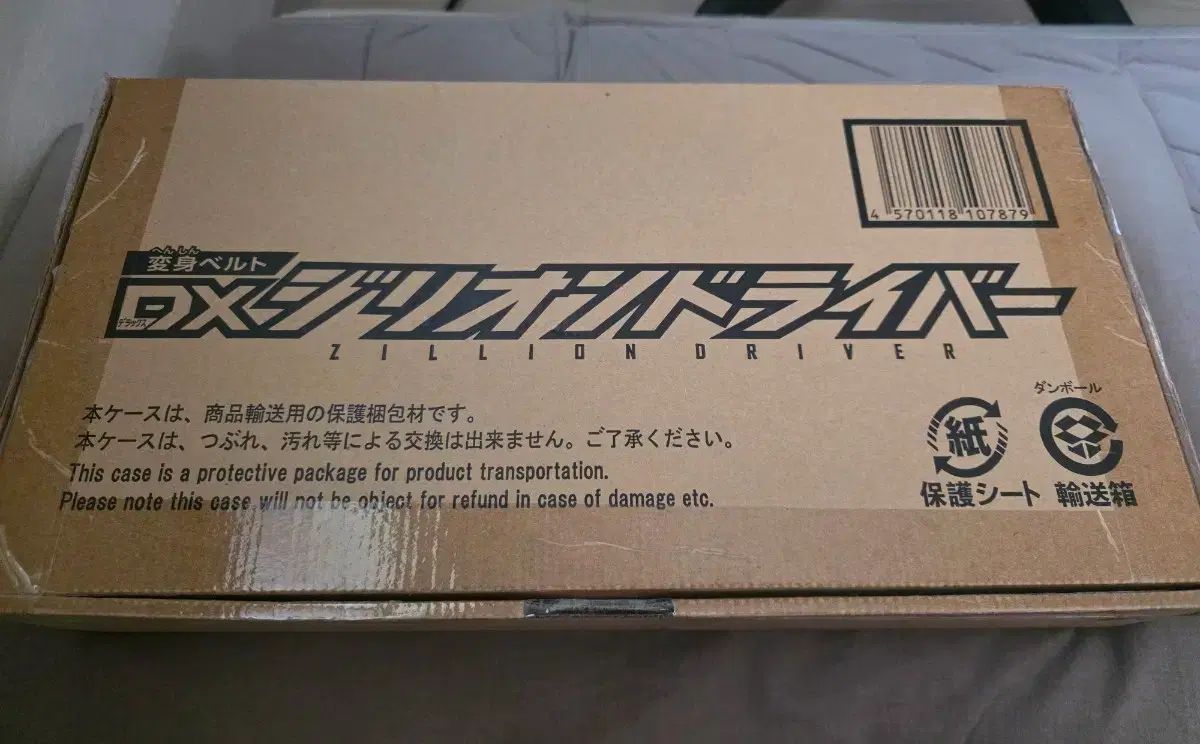 4 570118 107879
へんしん
変身ベルト
DXジリオンドライバー
デラックス
ZILLION DRIVER
本ケースは、商品輸送用の保護梱包材です。
本ケースは、つぶれ、汚れ等による交換は出来ません。ご了承ください。
This case is a protective package for product transportation.
Please note this case will not be object for refund in case of damage etc.
ダンボール
紙
保護シート 輸送箱